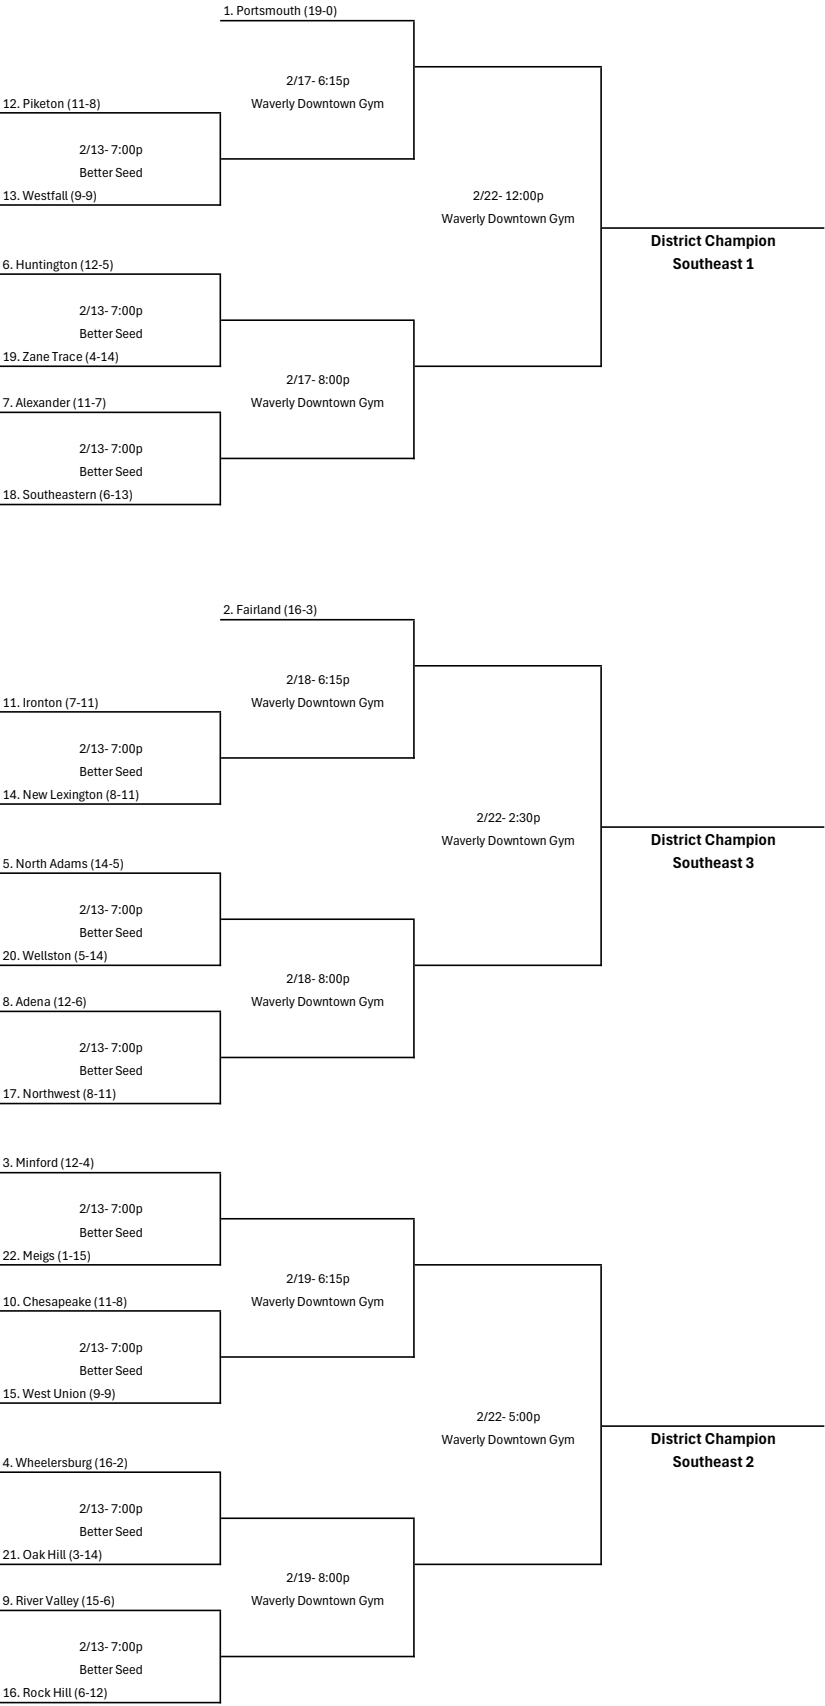 1. Portsmouth (19-0)
2/17- 6:15p
Waverly Downtown Gym
12. Piketon (11-8)
2/13- 7:00p
Better Seed
13. Westfall (9-9)
2/22- 12:00p
Waverly Downtown Gym
District Champion
Southeast 1
6. Huntington (12-5)
2/13- 7:00p
Better Seed
19. Zane Trace (4-14)
2/17- 8:00p
Waverly Downtown Gym
7. Alexander (11-7)
2/13- 7:00p
Better Seed
18. Southeastern (6-13)
2. Fairland (16-3)
2/18- 6:15p
Waverly Downtown Gym
11. Ironton (7-11)
2/13- 7:00p
Better Seed
14. New Lexington (8-11)
2/22- 2:30p
Waverly Downtown Gym
District Champion
Southeast 3
5. North Adams (14-5)
2/13- 7:00p
Better Seed
20. Wellston (5-14)
2/18- 8:00p
Waverly Downtown Gym
8. Adena (12-6)
2/13- 7:00p
Better Seed
17. Northwest (8-11)
3. Minford (12-4)
2/13- 7:00p
Better Seed
22. Meigs (1-15)
2/19- 6:15p
Waverly Downtown Gym
10. Chesapeake (11-8)
2/13- 7:00p
Better Seed
15. West Union (9-9)
2/22- 5:00p
Waverly Downtown Gym
District Champion
Southeast 2
4. Wheelersburg (16-2)
2/13- 7:00p
Better Seed
21. Oak Hill (3-14)
2/19- 8:00p
Waverly Downtown Gym
9. River Valley (15-6)
2/13- 7:00p
Better Seed
16. Rock Hill (6-12)